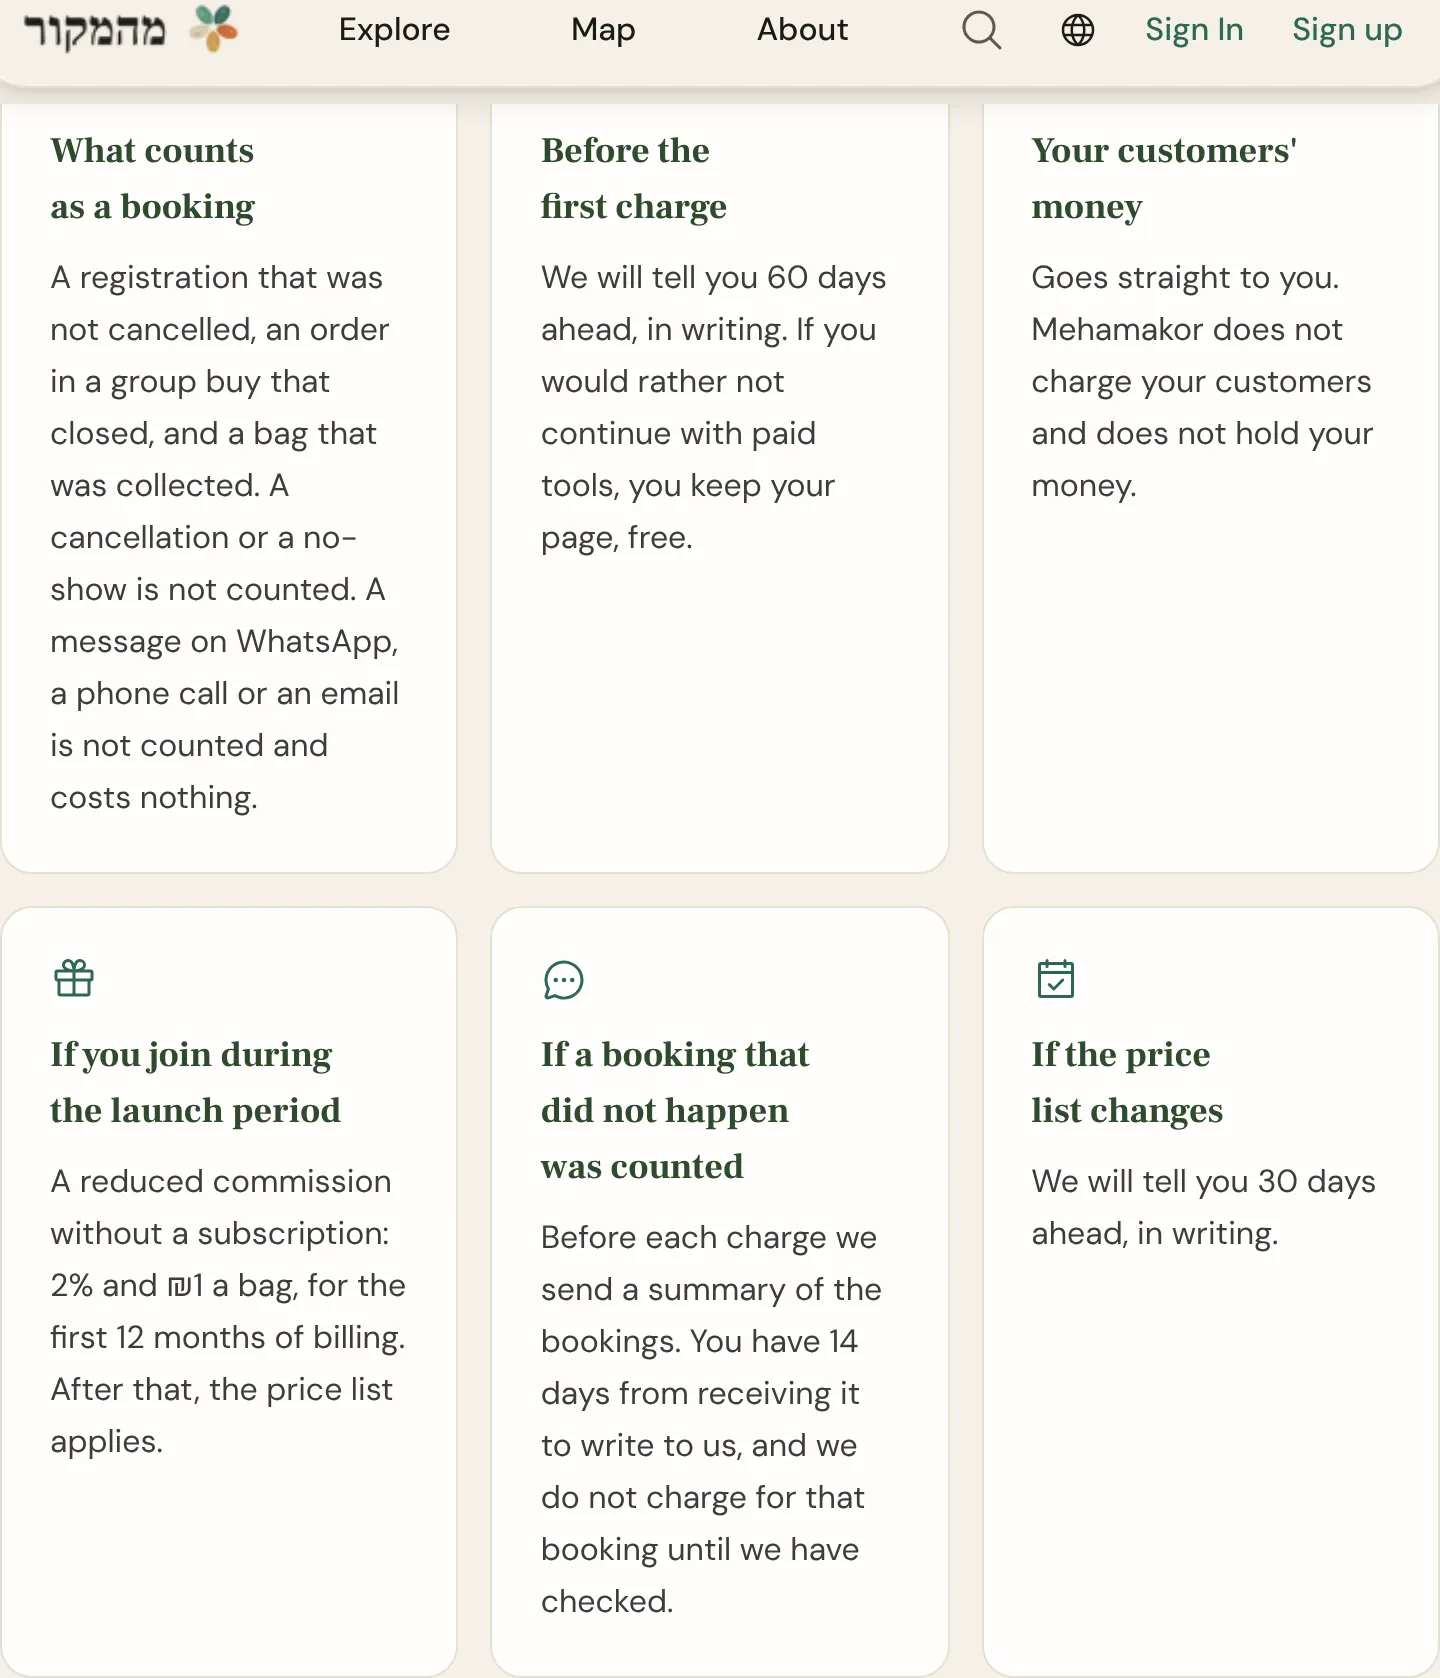 מהמקור
Explore
Map
About
Sign In
Sign up
What counts
as a booking
A registration that was
not cancelled, an order
in a group buy that
closed, and a bag that
was collected. A
cancellation or a no-
show is not counted. A
message on WhatsApp,
a phone call or an email
is not counted and
costs nothing.
Before the
first charge
We will tell you 60 days
ahead, in writing. If you
would rather not
continue with paid
tools, you keep your
page, free.
Your customers'
money
Goes straight to you.
Mehamakor does not
charge your customers
and does not hold your
money.
If you join during
the launch period
A reduced commission
without a subscription:
2% and ₪1 a bag, for the
first 12 months of billing.
After that, the price list
applies.
If a booking that
did not happen
was counted
Before each charge we
send a summary of the
bookings. You have 14
days from receiving it
to write to us, and we
do not charge for that
booking until we have
checked.
If the price
list changes
We will tell you 30 days
ahead, in writing.